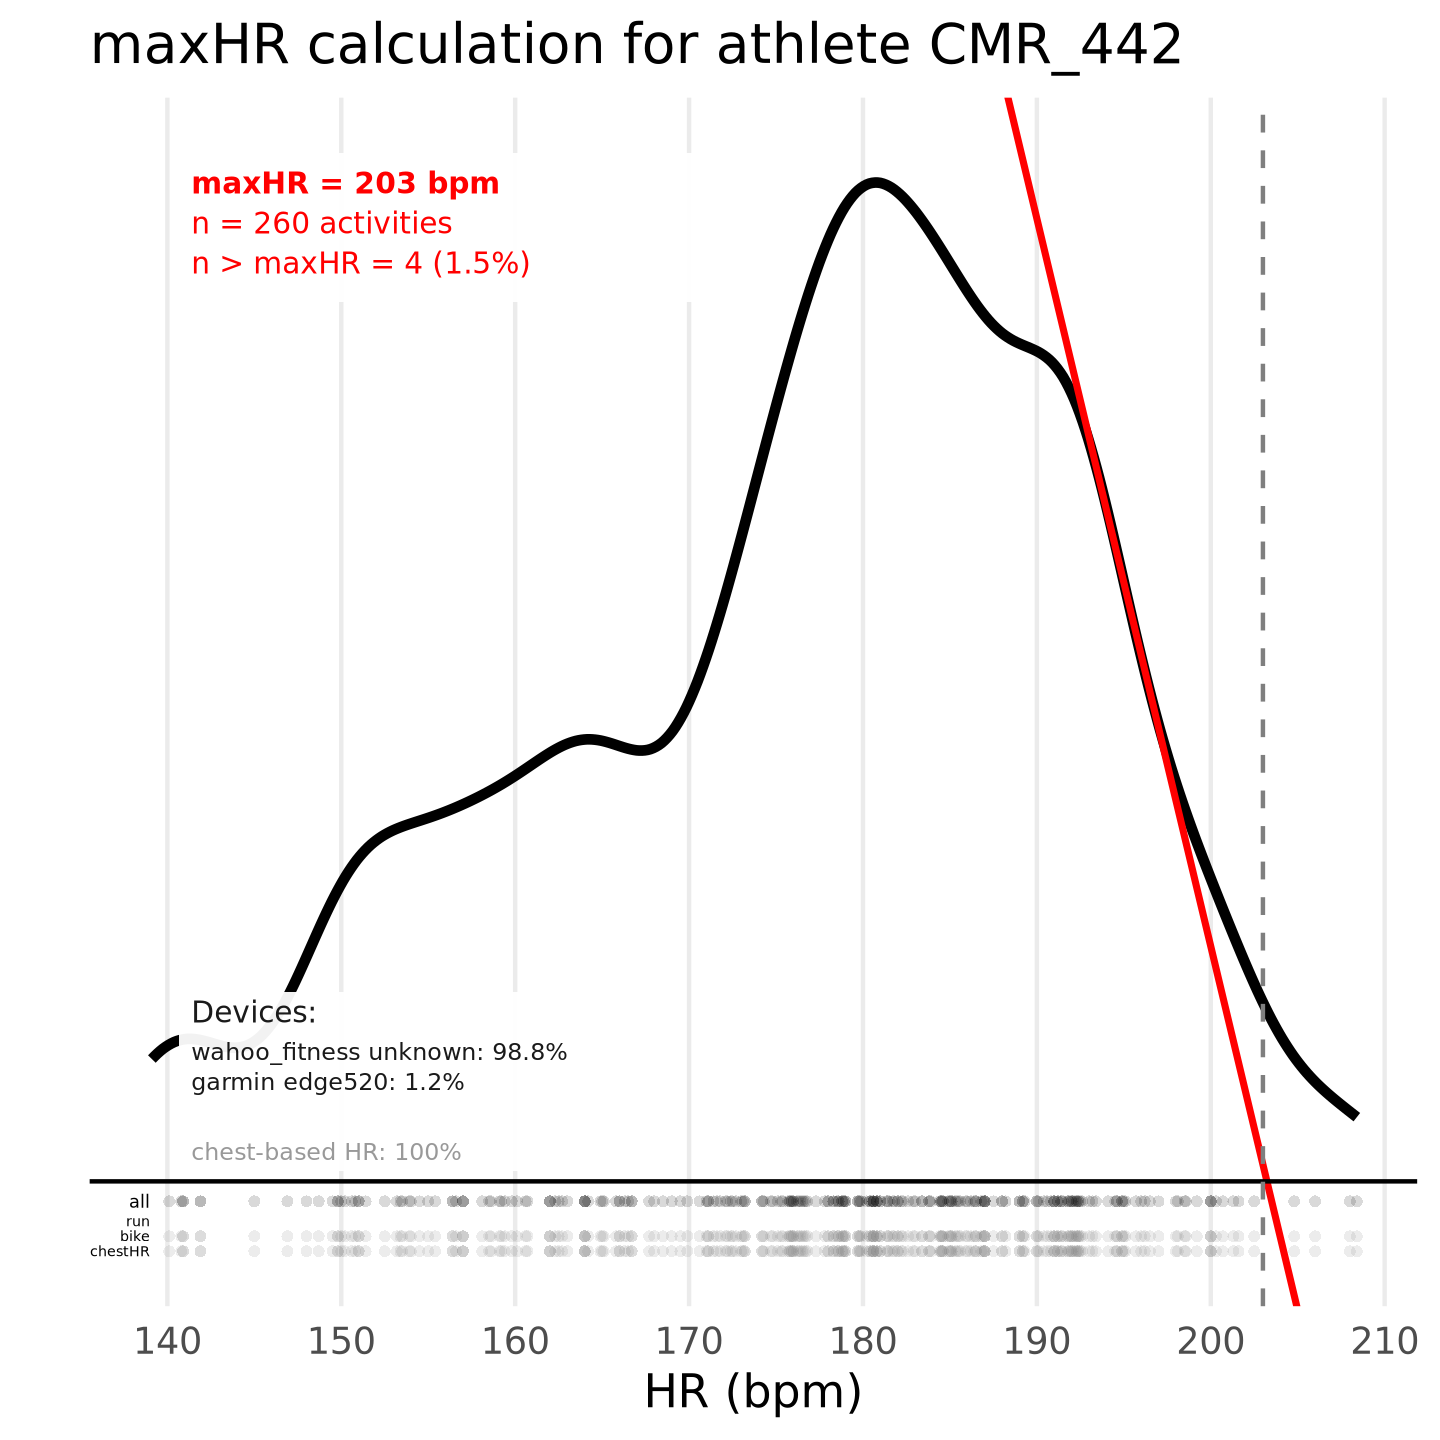 maxHR calculation for athlete CMR_442
maxHR = 203 bpm
n = 260 activities
n > maxHR = 4 (1.5%)
Devices:
wahoo_fitness unknown: 98.8%
garmin edge520: 1.2%
chest-based HR: 100%
all
run
bike
chestHR
140 150 160 170 180 190 200 210
HR (bpm)